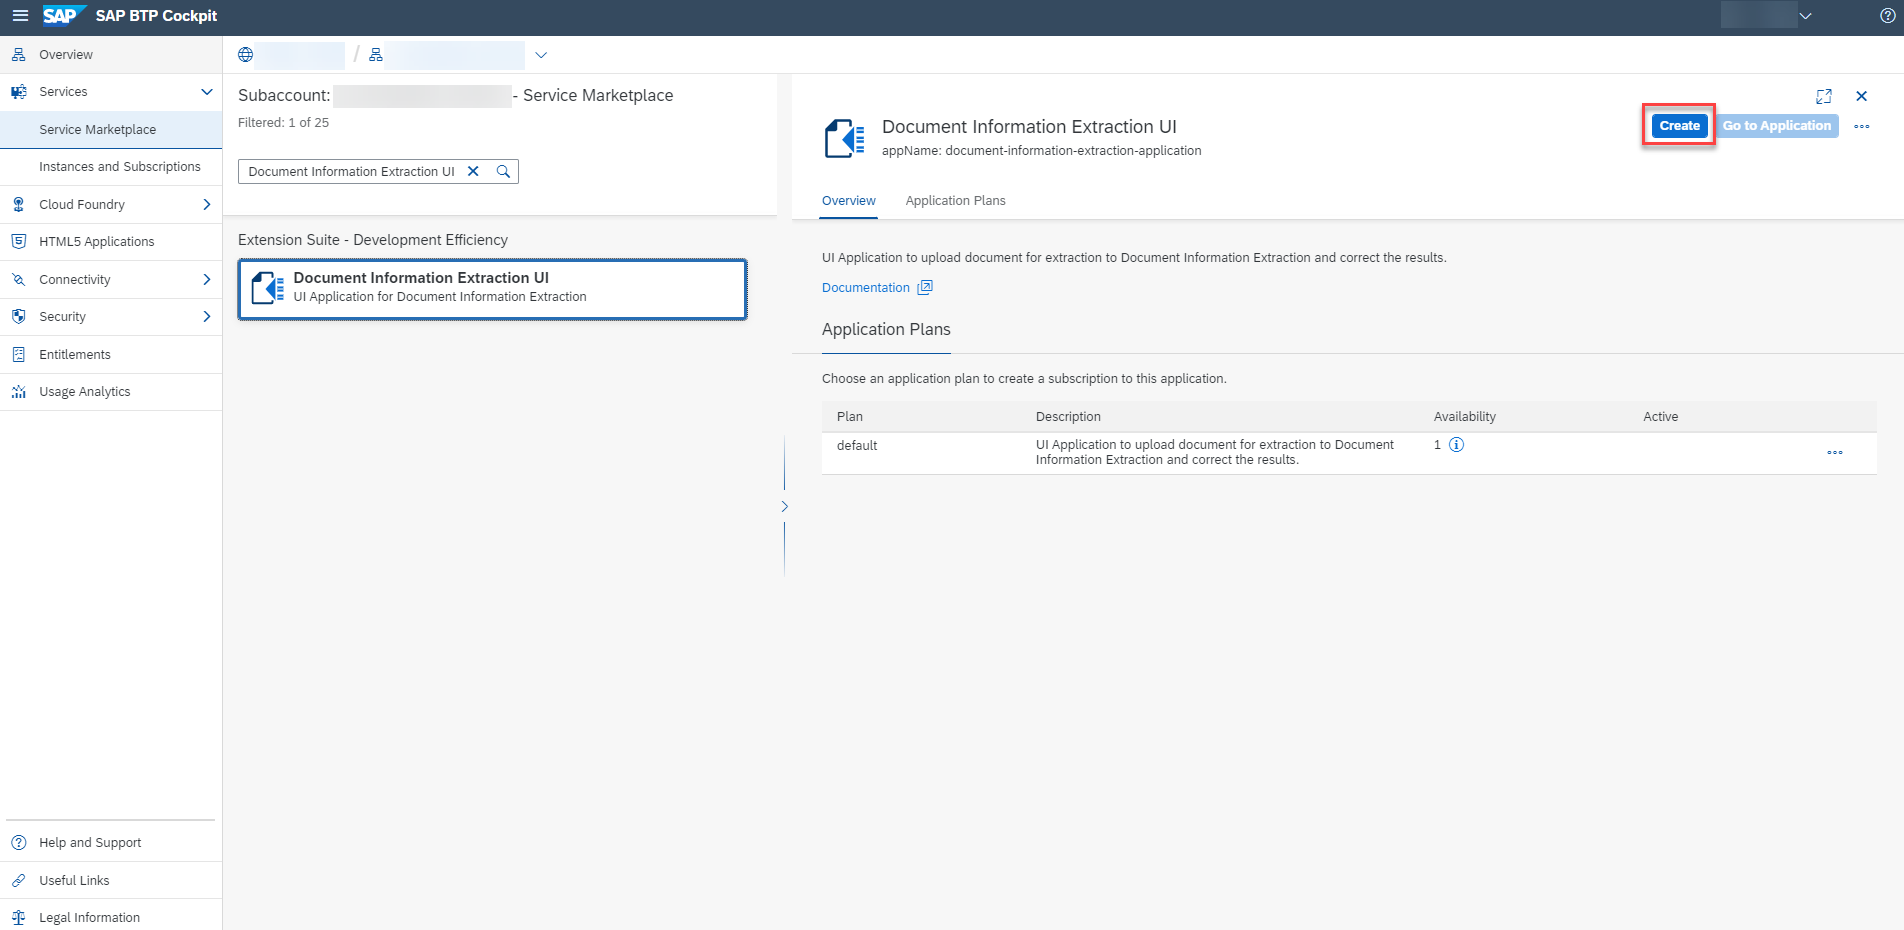 SAP SAP BTP Cockpit
Overview
Services
Service Marketplace
Instances and Subscriptions
Cloud Foundry
HTML5 Applications
Connectivity
Security
Entitlements
Usage Analytics
Help and Support
Useful Links
Legal Information
/
Subaccount: - Service Marketplace
Filtered: 1 of 25
Document Information Extraction UI
Extension Suite - Development Efficiency
Document Information Extraction UI
UI Application for Document Information Extraction
Document Information Extraction UI
appName: document-information-extraction-application
Create Go to Application
Overview Application Plans
UI Application to upload document for extraction to Document Information Extraction and correct the results.
Documentation
Application Plans
Choose an application plan to create a subscription to this application.
Plan Description Availability Active
default UI Application to upload document for extraction to Document 1
Information Extraction and correct the results.